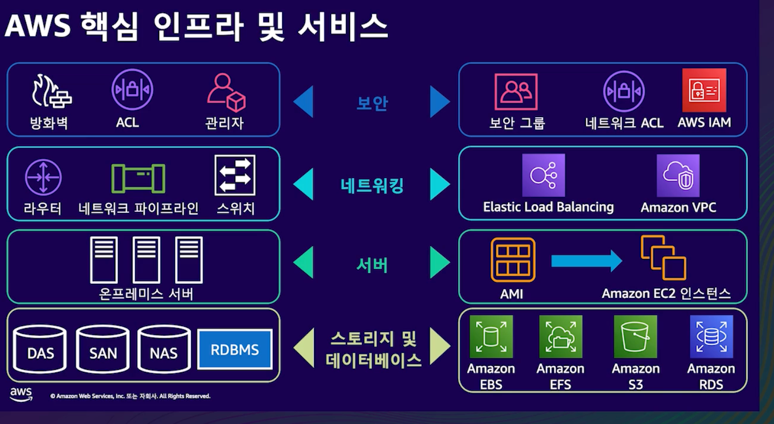 AWS 핵심 인프라 및 서비스
방화벽 ACL 관리자
보안
보안 그룹 네트워크 ACL AWS IAM
라우터 네트워크 파이프라인 스위치
네트워킹
Elastic Load Balancing Amazon VPC
온프레미스 서버
서버
AMI Amazon EC2 인스턴스
DAS SAN NAS RDBMS
스토리지 및
데이터베이스
Amazon EBS
Amazon EFS
Amazon S3
Amazon RDS
aws
© Amazon Web Services, Inc. 또는 자회사. All Rights Reserved.